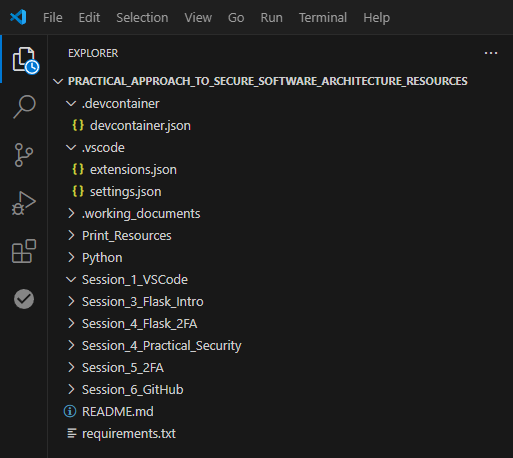 File Edit Selection View Go Run Terminal Help
EXPLORER ...
PRACTICAL_APPROACH_TO_SECURE_SOFTWARE_ARCHITECTURE_RESOURCES
.devcontainer
{} devcontainer.json
.vscode
{} extensions.json
{} settings.json
.working_documents
Print_Resources
Python
Session_1_VSCode
Session_3_Flask_Intro
Session_4_Flask_2FA
Session_4_Practical_Security
Session_5_2FA
Session_6_GitHub
README.md
requirements.txt